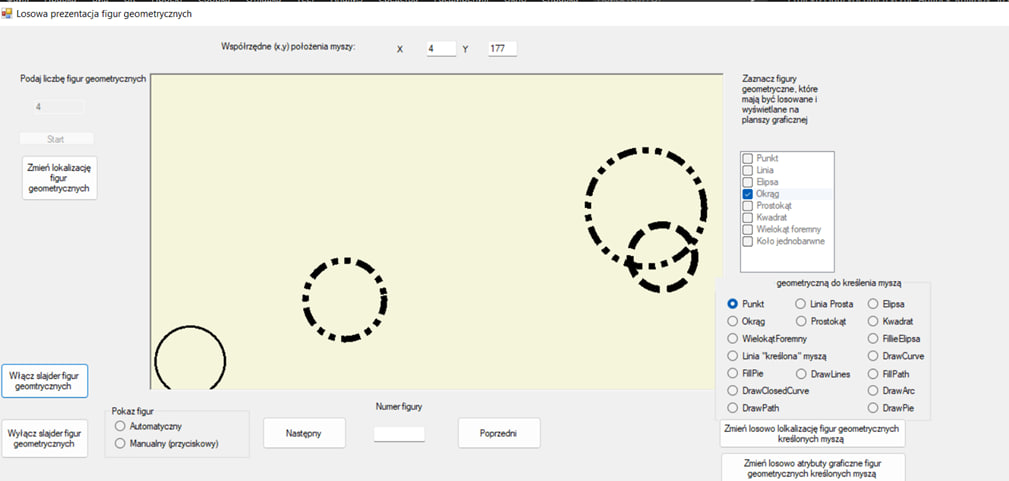 Losowa prezentacja figur geometrycznych
Współrzędne (x,y) położenia myszy:
X
4
Y
177
Podaj liczbę figur geometrycznych
4
Start
Zmień lokalizację
figur
geometrycznych
Zaznacz figury
geometryczne, które
mają być losowane i
wyświetlane na
planszy graficznej
Punkt
Linia
Elipsa
Okrąg
Prostokąt
Kwadrat
Wielokąt foremny
Koło jednobarwne
geometryczną do kreślenia myszą
Punkt
Linia Prosta
Elipsa
Okrąg
Prostokąt
Kwadrat
WielokątForemny
FillieElipsa
Linia "kreślona" myszą
DrawCurve
FillPie
DrawLines
FillPath
DrawClosedCurve
DrawArc
DrawPath
DrawPie
Włącz slajder figur
geomtrycznych
Wyłącz slajder figur
geometrycznych
Pokaz figur
Automatyczny
Manualny (przyciskowy)
Następny
Numer figury
Poprzedni
Zmień losowo lolkalizację figur geometrycznych
kreślonych myszą
Zmień losowo atrybuty graficzne figur
geometrycznych kreślonych myszą